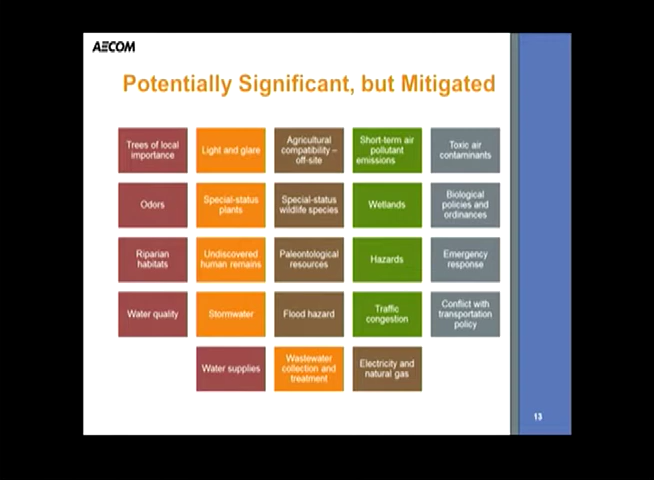 AECOM
Potentially Significant, but Mitigated
Trees of local
importance
Light and glare
Agricultural
compatibility –
off-site
Short-term air
pollutant
emissions
Toxic air
contaminants
Odors
Special-status
plants
Special-status
wildlife species
Wetlands
Biological
policies and
ordinances
Riparian
habitats
Undiscovered
human remains
Paleontological
resources
Hazards
Emergency
response
Water quality
Stormwater
Flood hazard
Traffic
congestion
Conflict with
transportation
policy
Water supplies
Wastewater
collection and
treatment
Electricity and
natural gas
13